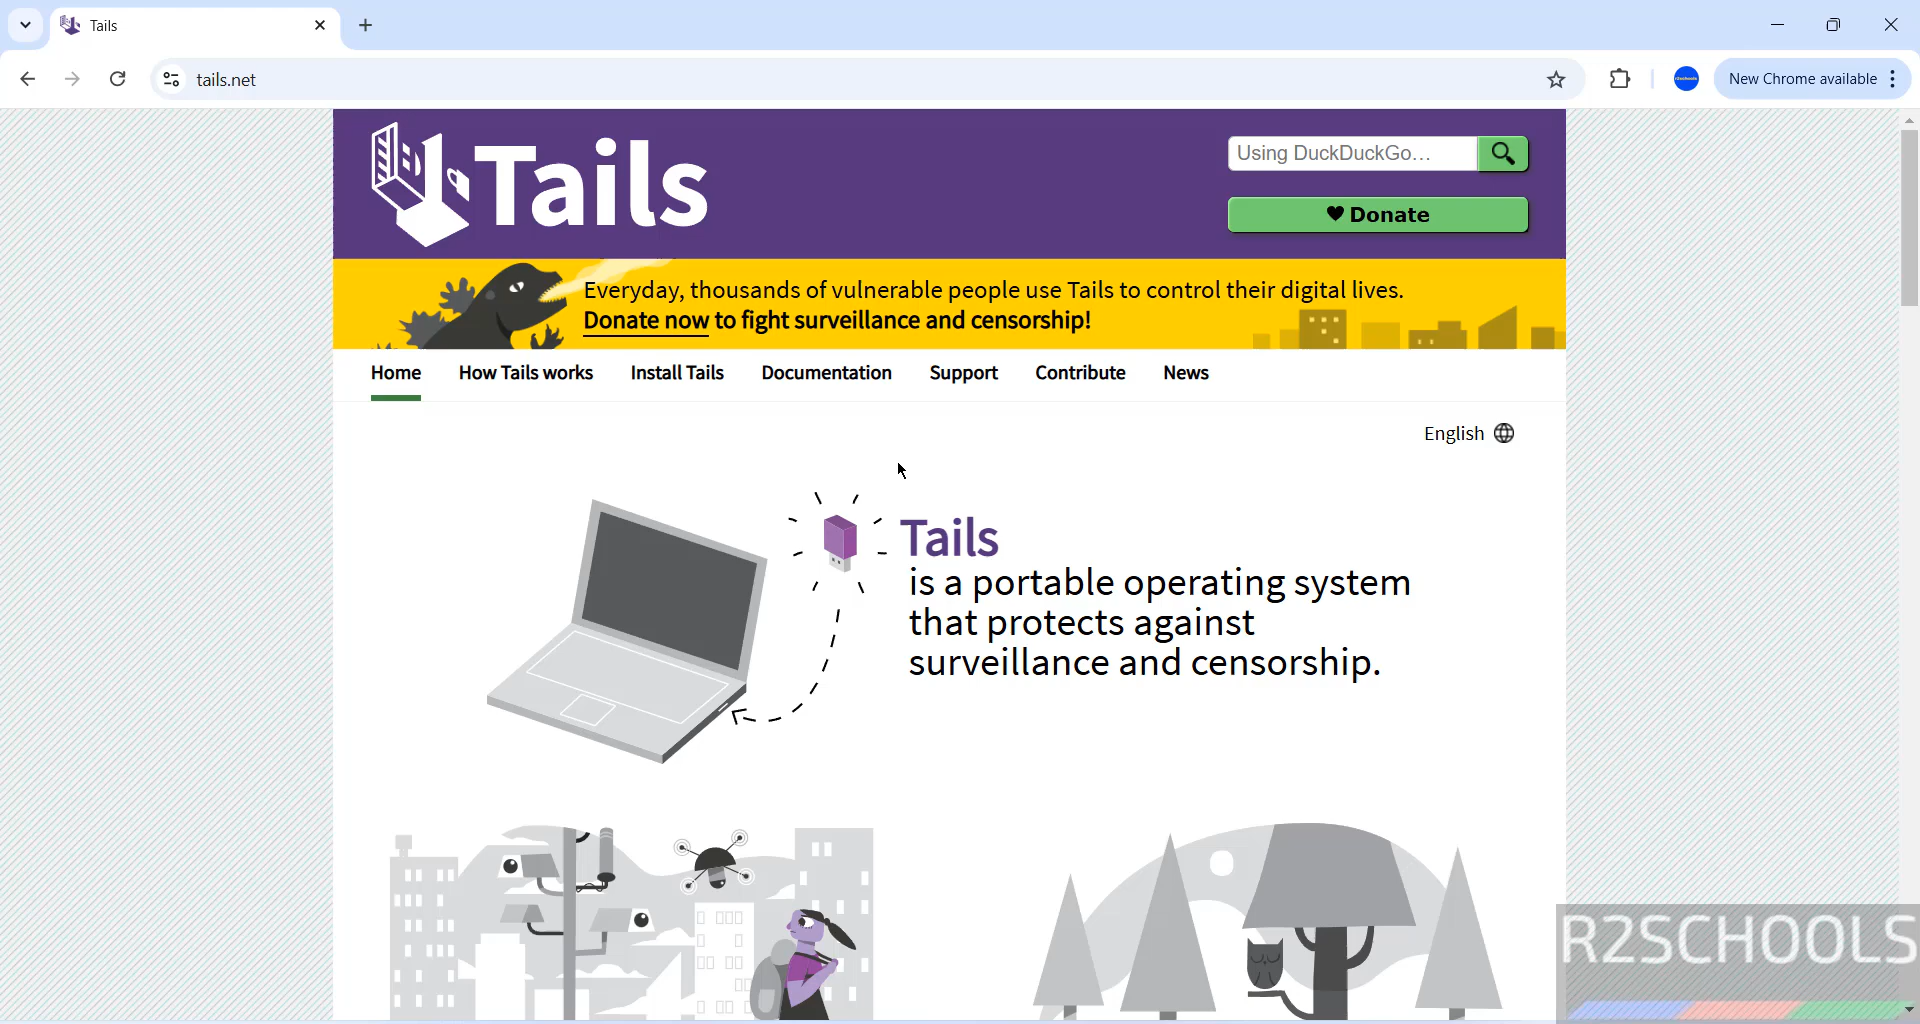 Tails
tails.net
New Chrome available
Tails
Using DuckDuckGo...
Donate
Everyday, thousands of vulnerable people use Tails to control their digital lives.
Donate now to fight surveillance and censorship!
Home How Tails works Install Tails Documentation Support Contribute News
English
Tails
is a portable operating system
that protects against
surveillance and censorship.
R2SCHOOLS